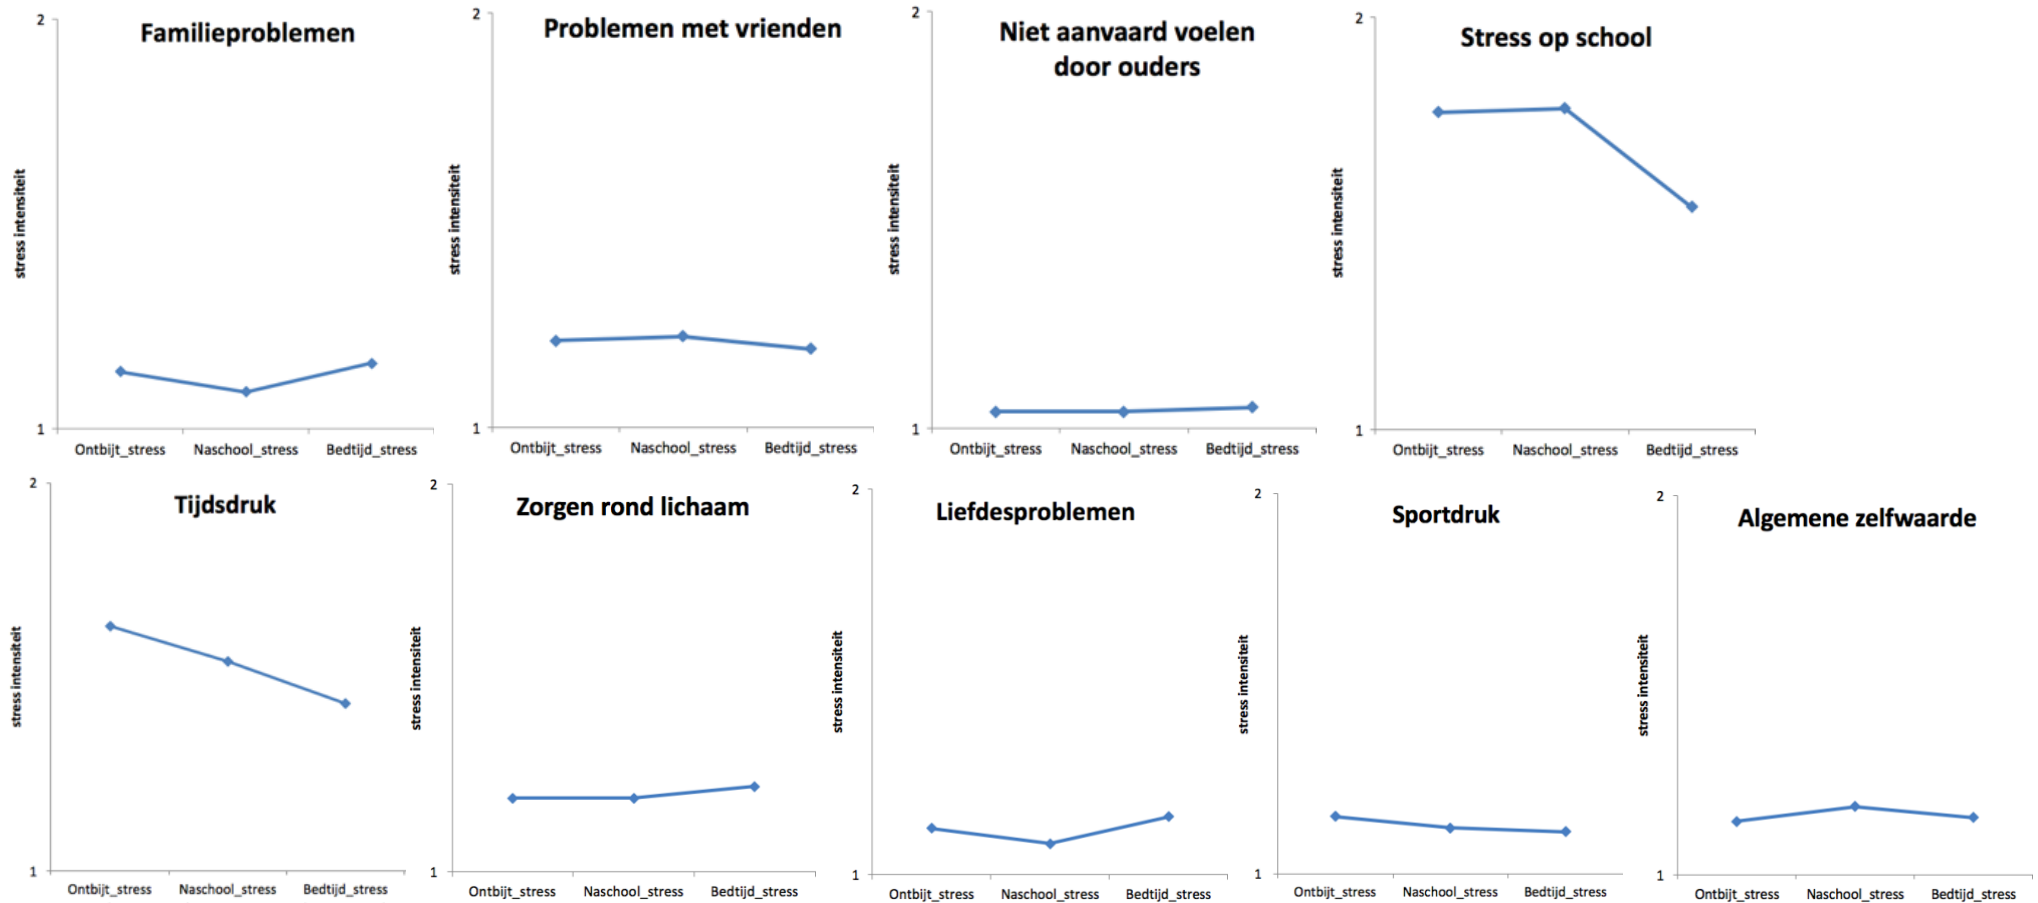 2
Familieproblemen
stress intensiteit
1
Ontbijt_stress Naschool_stress Bedtijd_stress
2
Problemen met vrienden
stress intensiteit
1
Ontbijt_stress Naschool_stress Bedtijd_stress
2
Niet aanvaard voelen
door ouders
stress intensiteit
1
Ontbijt_stress Naschool_stress Bedtijd_stress
2
Stress op school
stress intensiteit
1
Ontbijt_stress Naschool_stress Bedtijd_stress
2
Tijdsdruk
stress intensiteit
1
Ontbijt_stress Naschool_stress Bedtijd_stress
2
Zorgen rond lichaam
stress intensiteit
1
Ontbijt_stress Naschool_stress Bedtijd_stress
2
Liefdesproblemen
stress intensiteit
1
Ontbijt_stress Naschool_stress Bedtijd_stress
2
Sportdruk
stress intensiteit
1
Ontbijt_stress Naschool_stress Bedtijd_stress
2
Algemene zelfwaarde
stress intensiteit
1
Ontbijt_stress Naschool_stress Bedtijd_stress